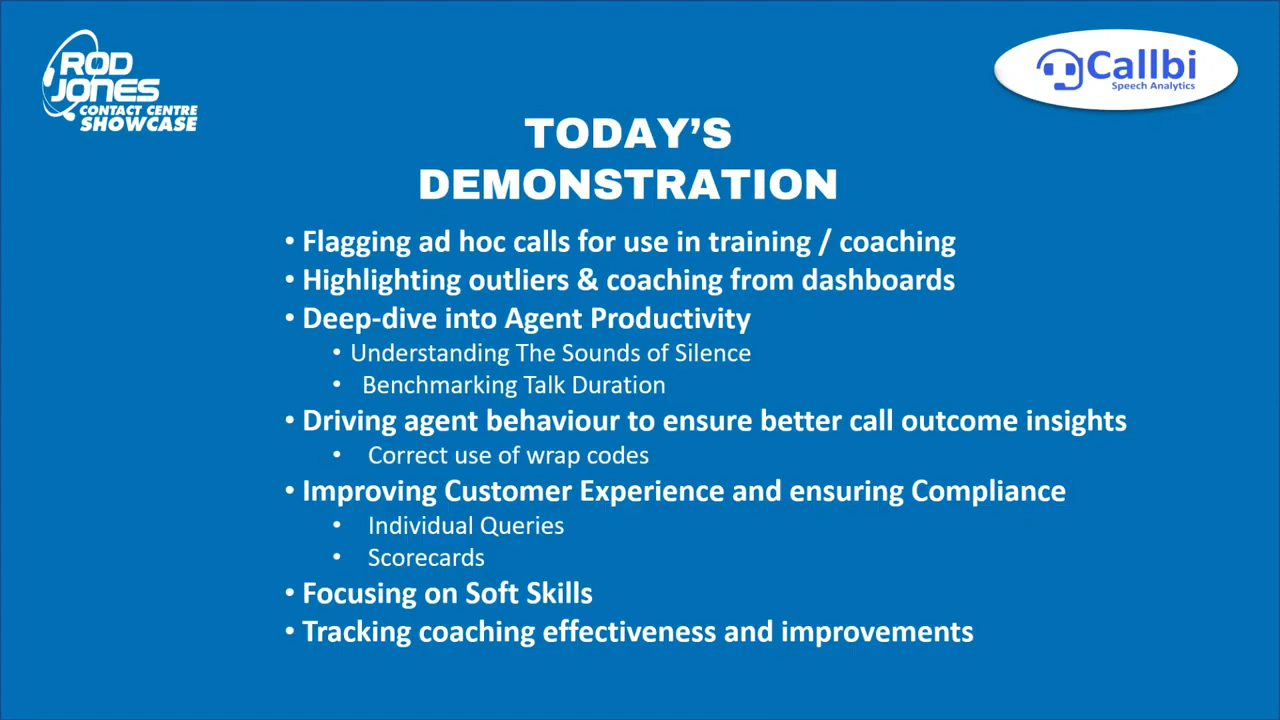 ROD
JONES
CONTACT CENTRE
SHOWCASE
Callbi
Speech Analytics
TODAY'S
DEMONSTRATION
• Flagging ad hoc calls for use in training / coaching
• Highlighting outliers & coaching from dashboards
• Deep-dive into Agent Productivity
• Understanding The Sounds of Silence
• Benchmarking Talk Duration
• Driving agent behaviour to ensure better call outcome insights
• Correct use of wrap codes
• Improving Customer Experience and ensuring Compliance
• Individual Queries
• Scorecards
• Focusing on Soft Skills
• Tracking coaching effectiveness and improvements